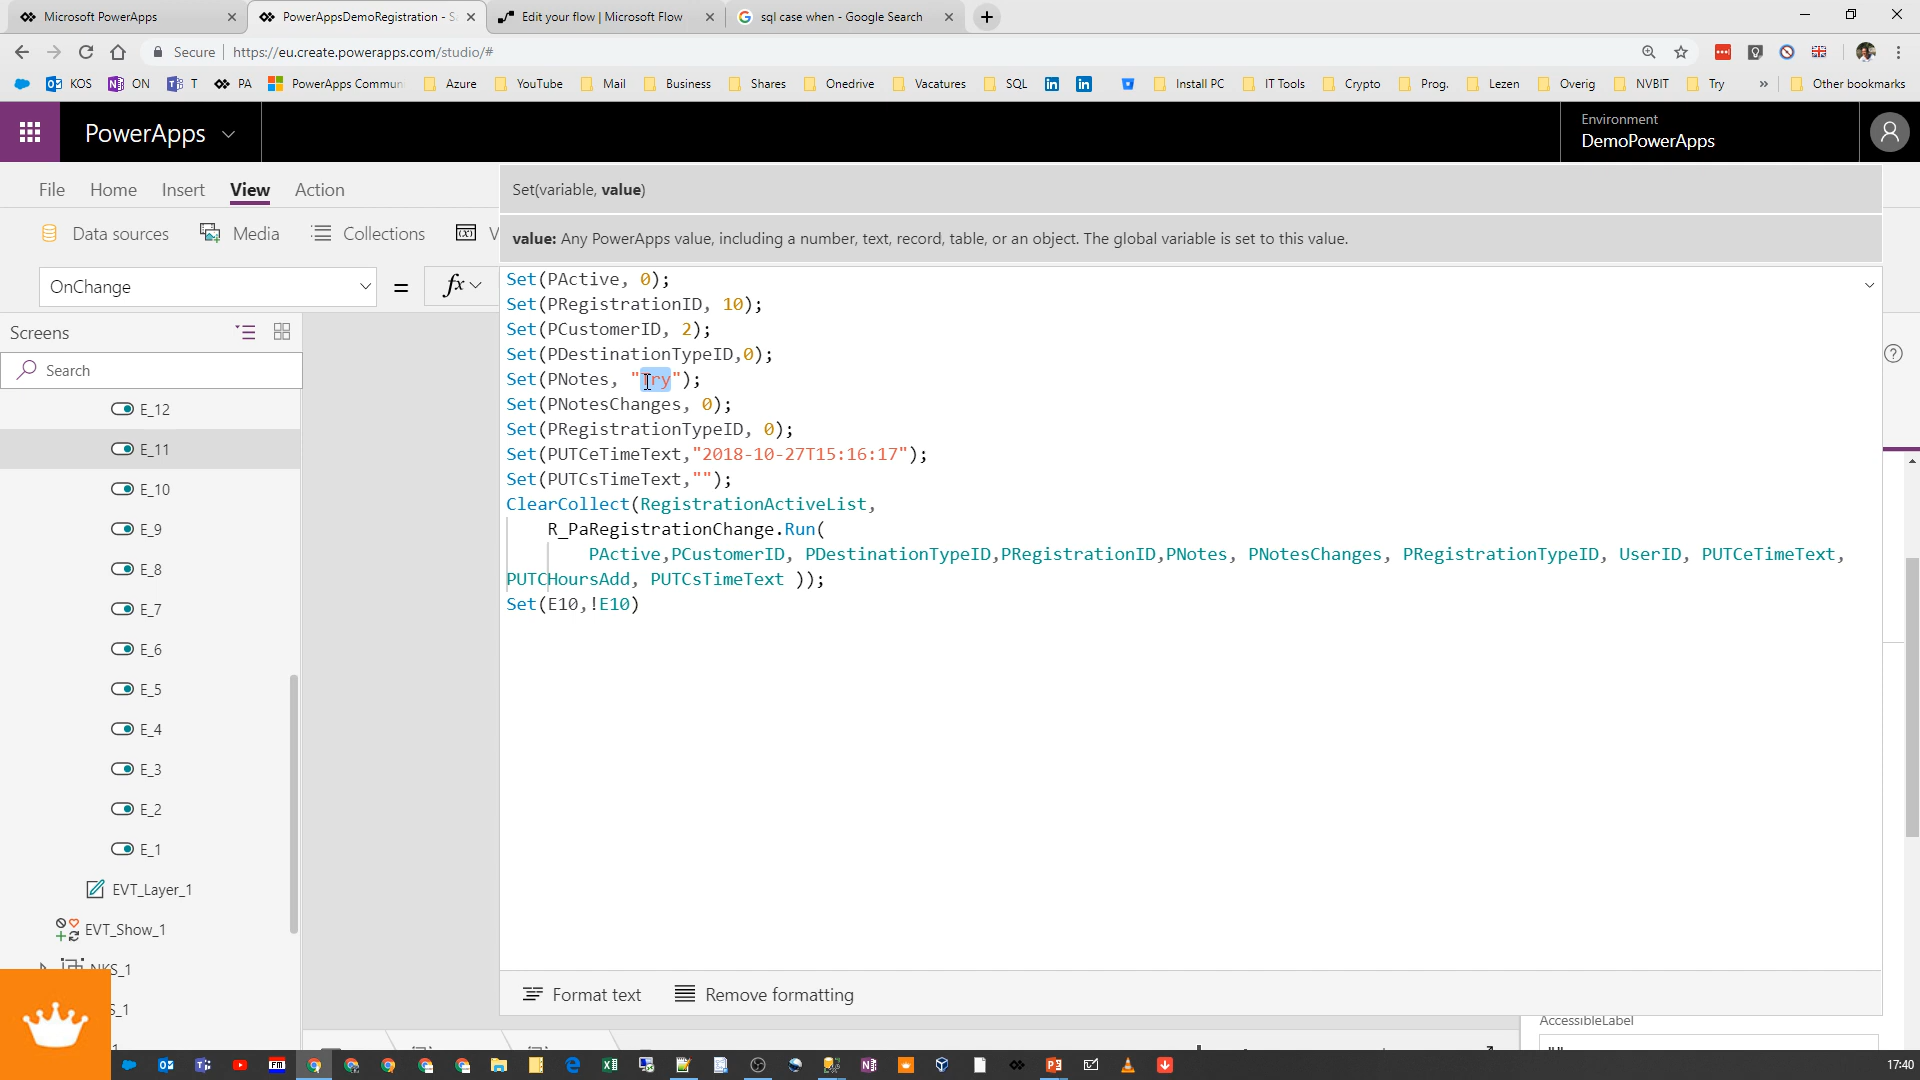 Microsoft PowerApps
PowerAppsDemoRegistration - S
Edit your flow | Microsoft Flow
sql case when - Google Search
Secure
https://eu.create.powerapps.com/studio/#
KOS
ON
T
PA
PowerApps Commun
Azure
YouTube
Mail
Business
Shares
Onedrive
Vacatures
SQL
Install PC
IT Tools
Crypto
Prog.
Lezen
Overig
NVBIT
Try
»
Other bookmarks
PowerApps
Environment
DemoPowerApps
File
Home
Insert
View
Action
Set(variable, value)
Data sources
Media
Collections
V
value: Any PowerApps value, including a number, text, record, table, or an object. The global variable is set to this value.
OnChange
=
fx
Set(PActive, 0);
Set(PRegistrationID, 10);
Set(PCustomerID, 2);
Set(PDestinationTypeID,0);
Set(PNotes, "Try");
Set(PNotesChanges, 0);
Set(PRegistrationTypeID, 0);
Set(PUTCeTimeText,"2018-10-27T15:16:17");
Set(PUTCsTimeText,"");
ClearCollect(RegistrationActiveList,
R_PaRegistrationChange.Run(
PActive,PCustomerID, PDestinationTypeID,PRegistrationID,PNotes, PNotesChanges, PRegistrationTypeID, UserID, PUTCeTimeText,
PUTCHoursAdd, PUTCsTimeText ));
Set(E10,!E10)
Screens
Search
E_12
E_11
E_10
E_9
E_8
E_7
E_6
E_5
E_4
E_3
E_2
E_1
EVT_Layer_1
EVT_Show_1
NKS_1
S_1
1
Format text
Remove formatting
AccessibleLabel
""
17:40